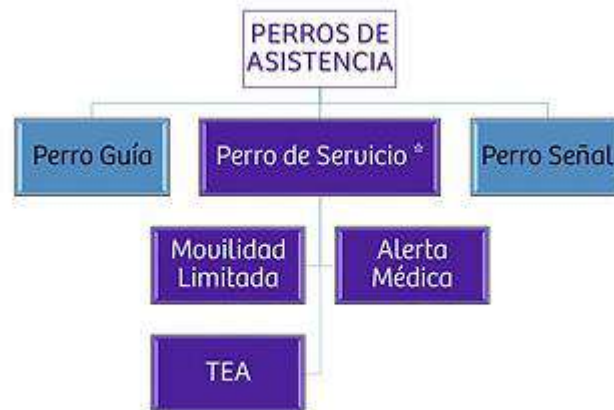 PERROS DE
ASISTENCIA
Perro Guía
Perro de Servicio *
Perro Señal
Movilidad
Limitada
Alerta
Médica
TEA